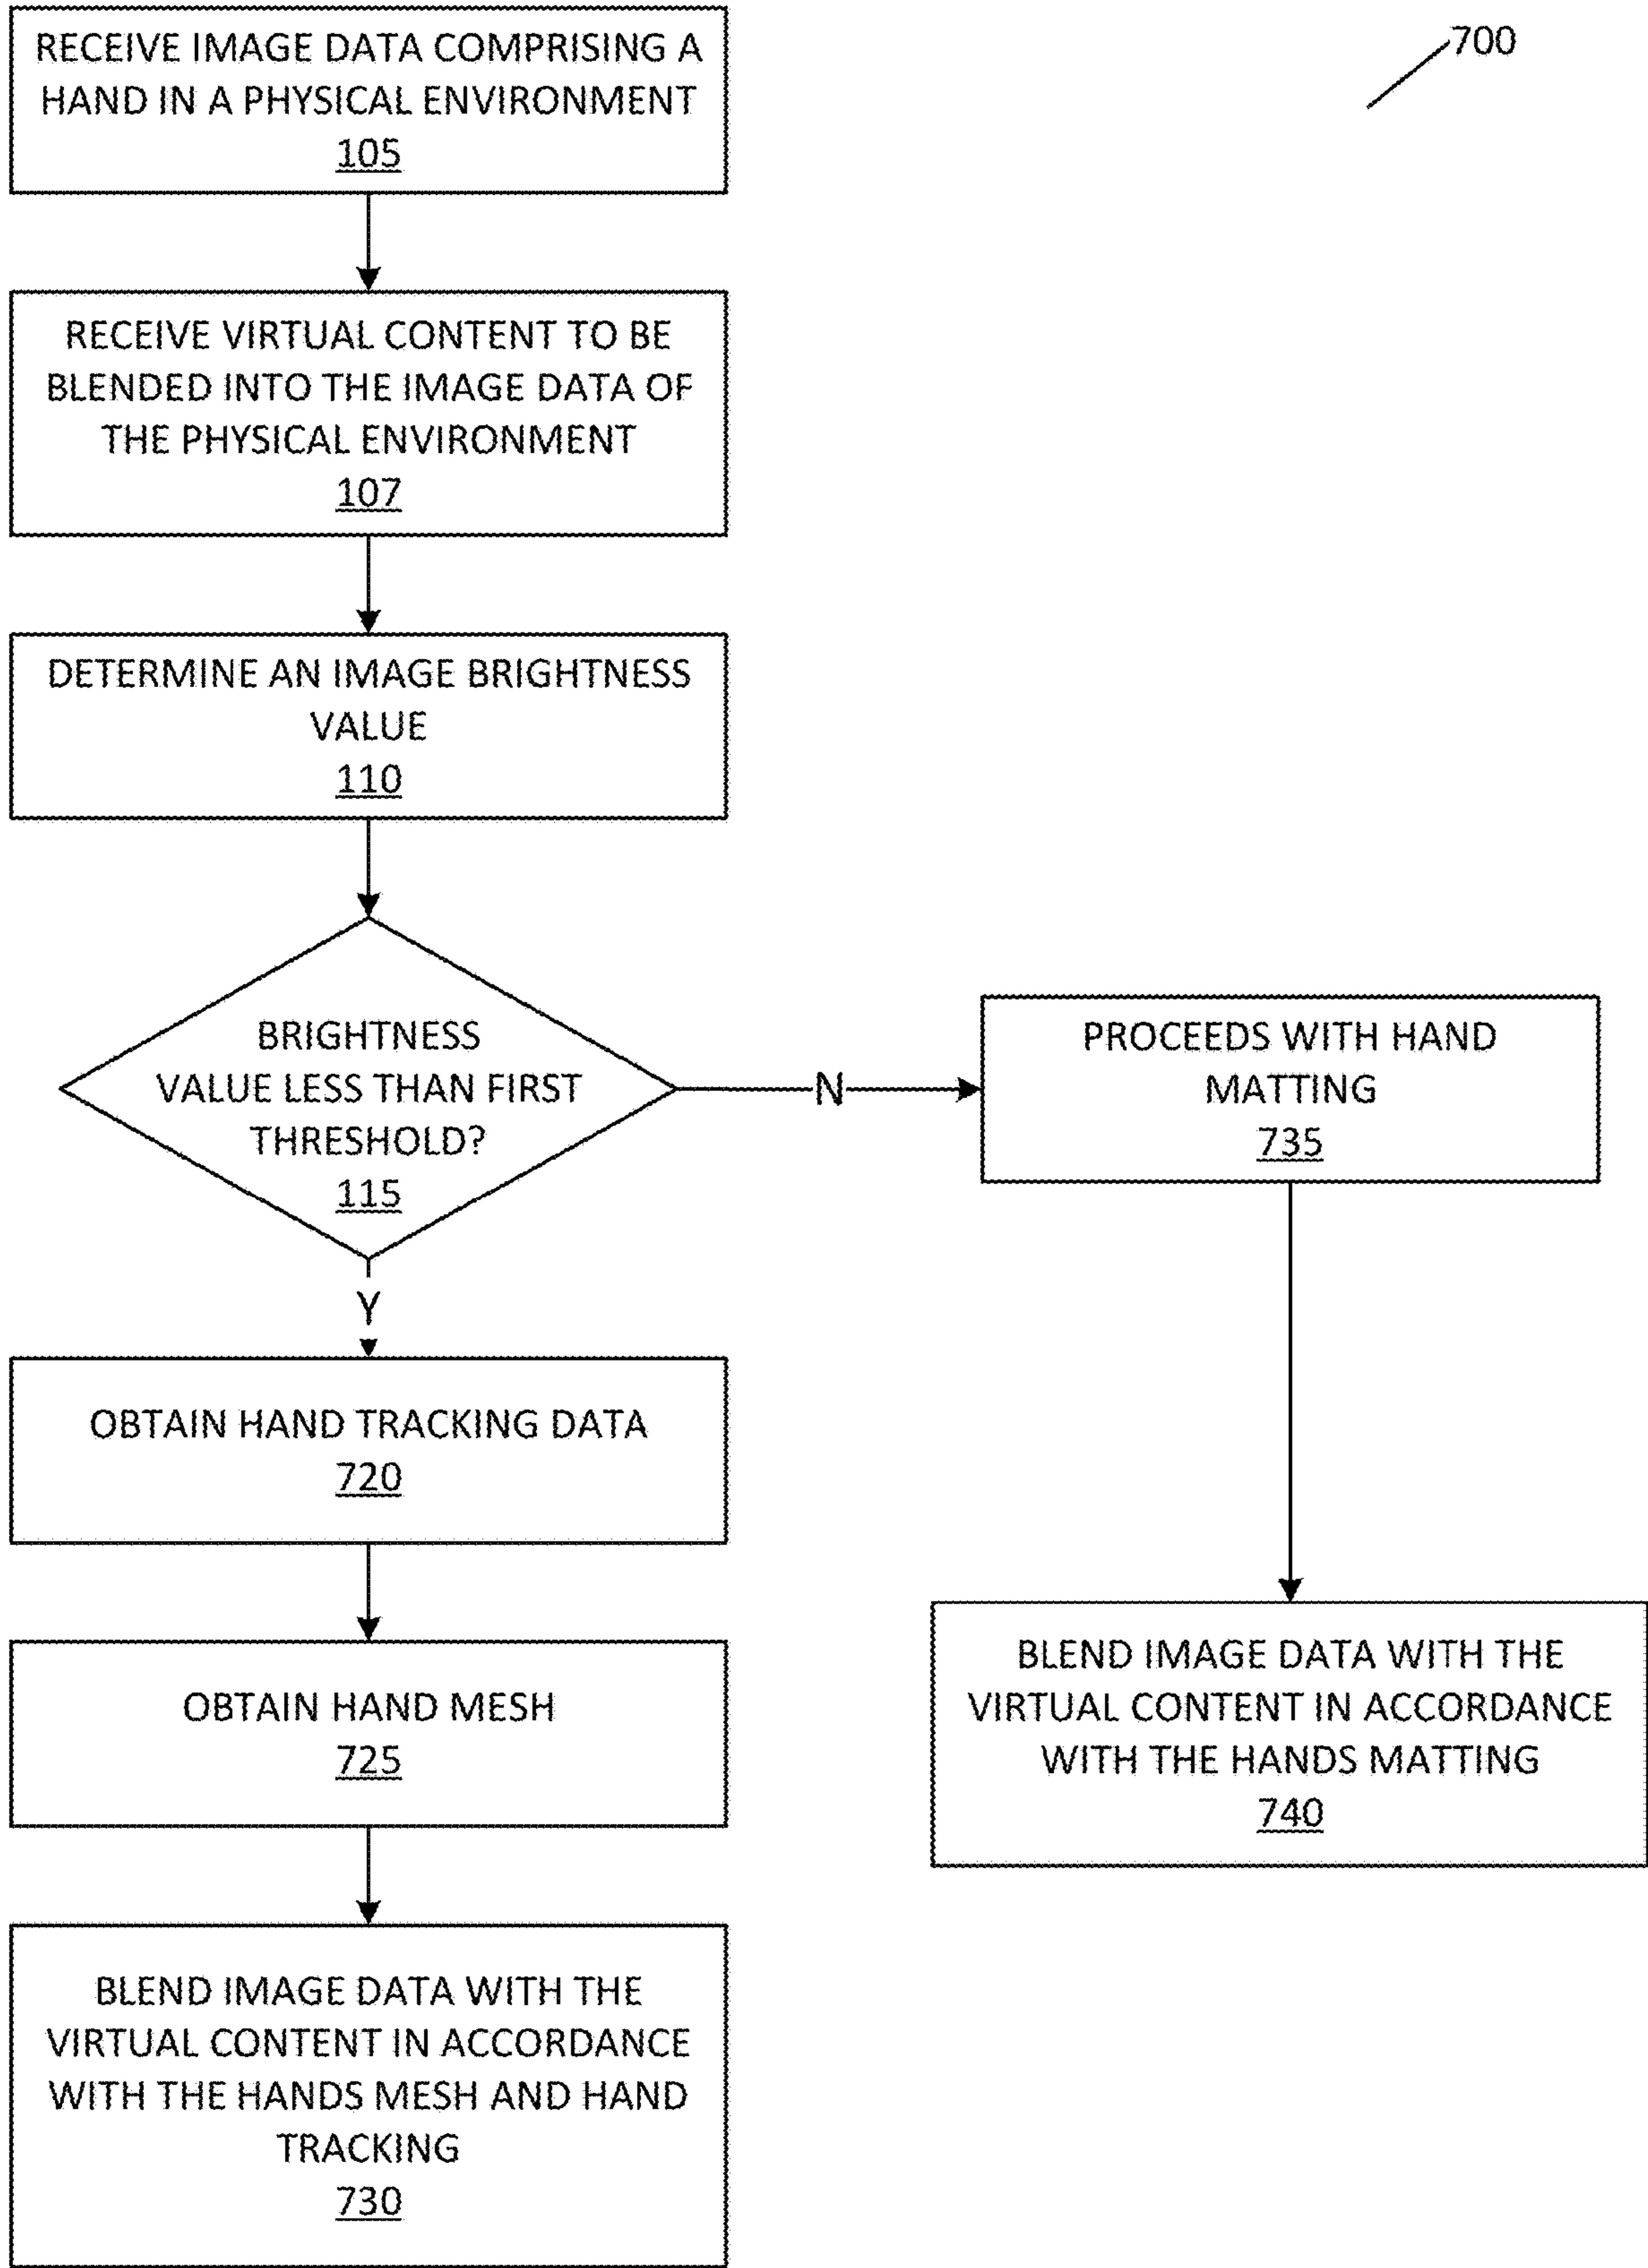 700
RECEIVE IMAGE DATA COMPRISING A
HAND IN A PHYSICAL ENVIRONMENT
105
RECEIVE VIRTUAL CONTENT TO BE
BLENDED INTO THE IMAGE DATA OF
THE PHYSICAL ENVIRONMENT
107
DETERMINE AN IMAGE BRIGHTNESS
VALUE
110
BRIGHTNESS
VALUE LESS THAN FIRST
THRESHOLD?
115
N
PROCEEDS WITH HAND
MATTING
735
Y
OBTAIN HAND TRACKING DATA
720
OBTAIN HAND MESH
725
BLEND IMAGE DATA WITH THE
VIRTUAL CONTENT IN ACCORDANCE
WITH THE HANDS MATTING
740
BLEND IMAGE DATA WITH THE
VIRTUAL CONTENT IN ACCORDANCE
WITH THE HANDS MESH AND HAND
TRACKING
730